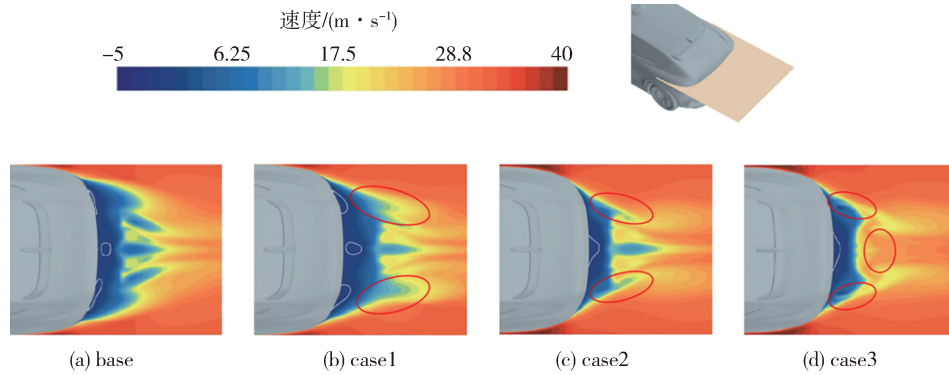 速度/(m·s⁻¹)
−5 6.25 17.5 28.8 40
(a) base (b) case1 (c) case2 (d) case3